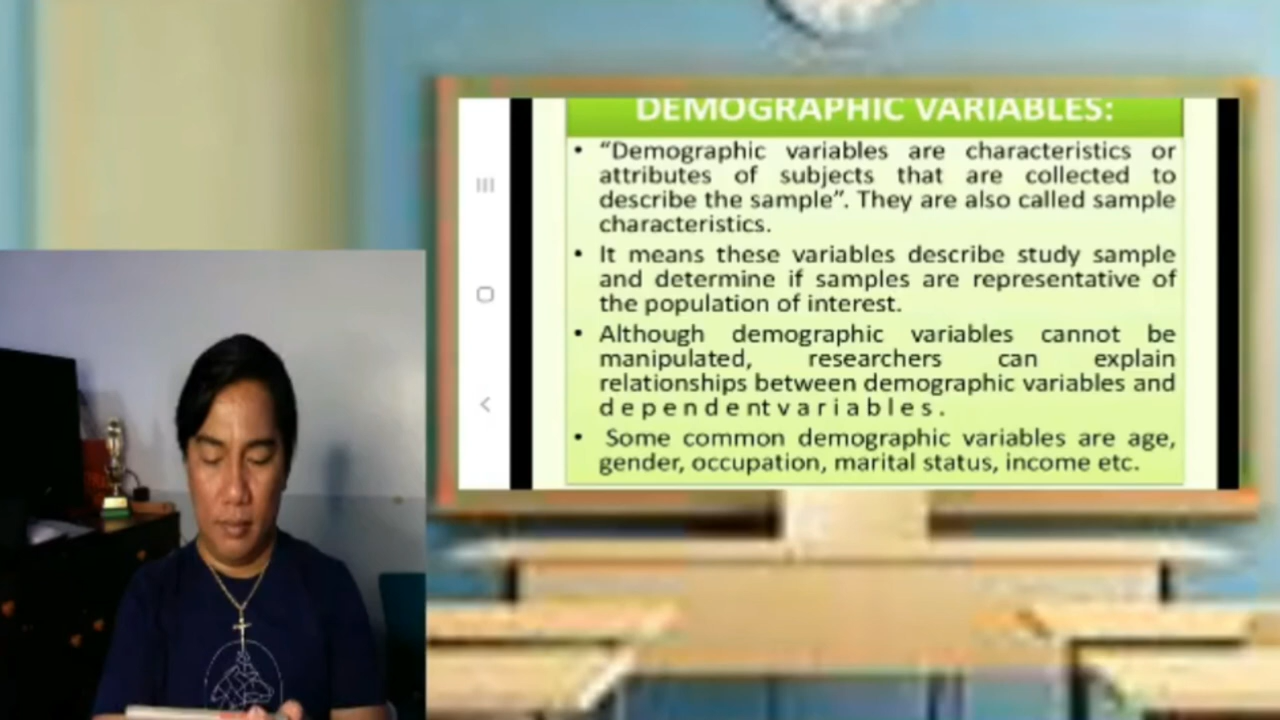 DEMOGRAPHIC VARIABLES:
• “Demographic variables are characteristics or
attributes of subjects that are collected to
describe the sample”. They are also called sample
characteristics.
• It means these variables describe study sample
and determine if samples are representative of
the population of interest.
• Although demographic variables cannot be
manipulated, researchers can explain
relationships between demographic variables and
d e p e n d e n t v a r i a b l e s .
• Some common demographic variables are age,
gender, occupation, marital status, income etc.